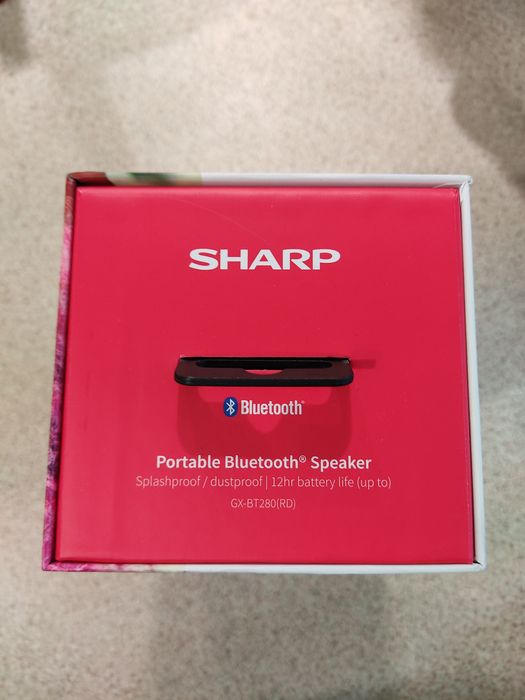 SHARP
Bluetooth®
Portable Bluetooth® Speaker
Splashproof / dustproof | 12hr battery life (up to)
GX-BT280(RD)